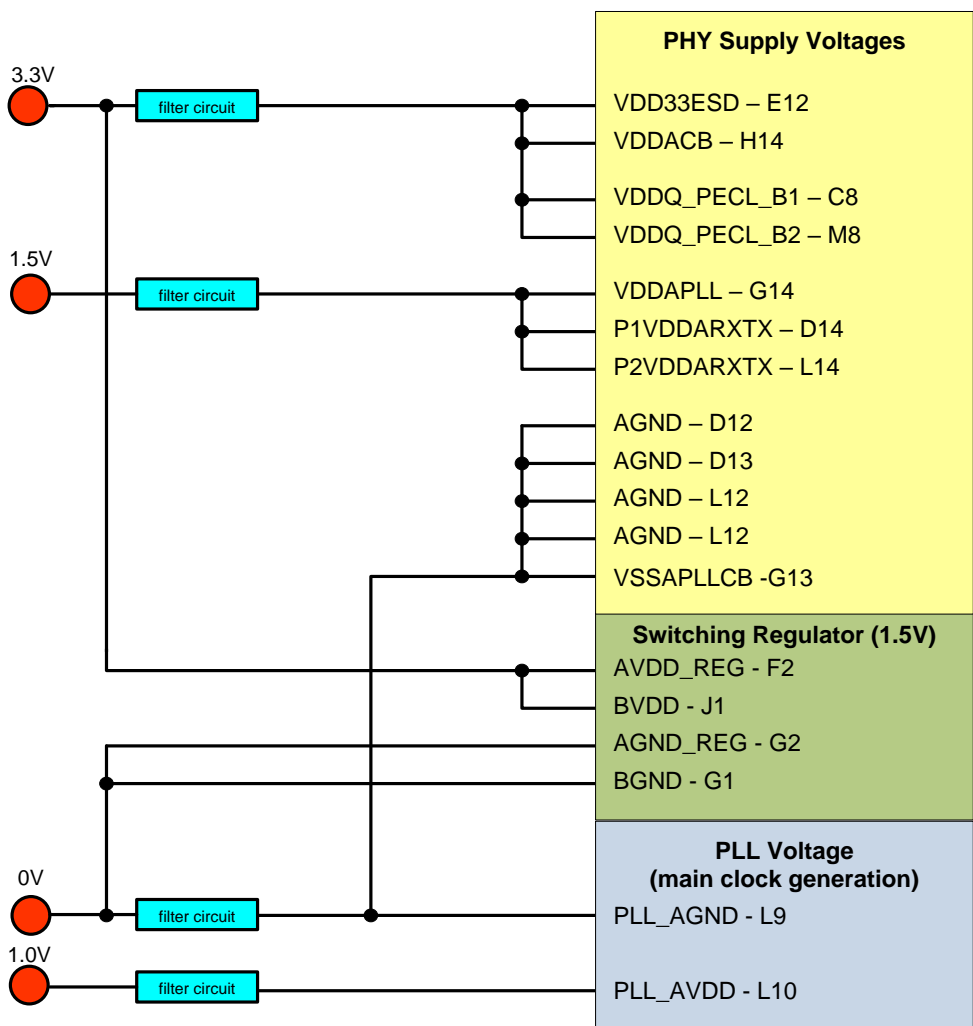 PHY Supply Voltages
3.3V
filter circuit
VDD33ESD – E12
VDDACB – H14
VDDQ_PECL_B1 – C8
VDDQ_PECL_B2 – M8
1.5V
filter circuit
VDDAPLL – G14
P1VDDARXTX – D14
P2VDDARXTX – L14
AGND – D12
AGND – D13
AGND – L12
AGND – L12
VSSAPLLCB -G13
Switching Regulator (1.5V)
AVDD_REG - F2
BVDD - J1
AGND_REG - G2
BGND - G1
PLL Voltage
(main clock generation)
0V
filter circuit
PLL_AGND - L9
1.0V
filter circuit
PLL_AVDD - L10